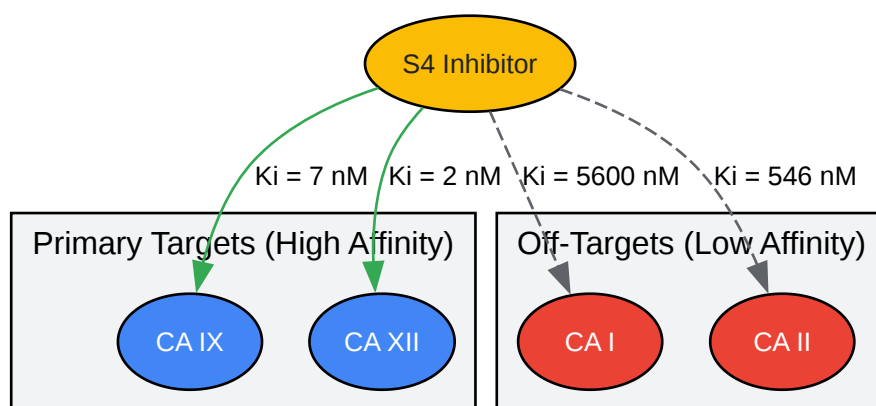 S4 Inhibitor
Ki = 7 nM
Ki = 2 nM
Ki = 5600 nM
Ki = 546 nM
Primary Targets (High Affinity)
Off-Targets (Low Affinity)
CA IX
CA XII
CA I
CA II